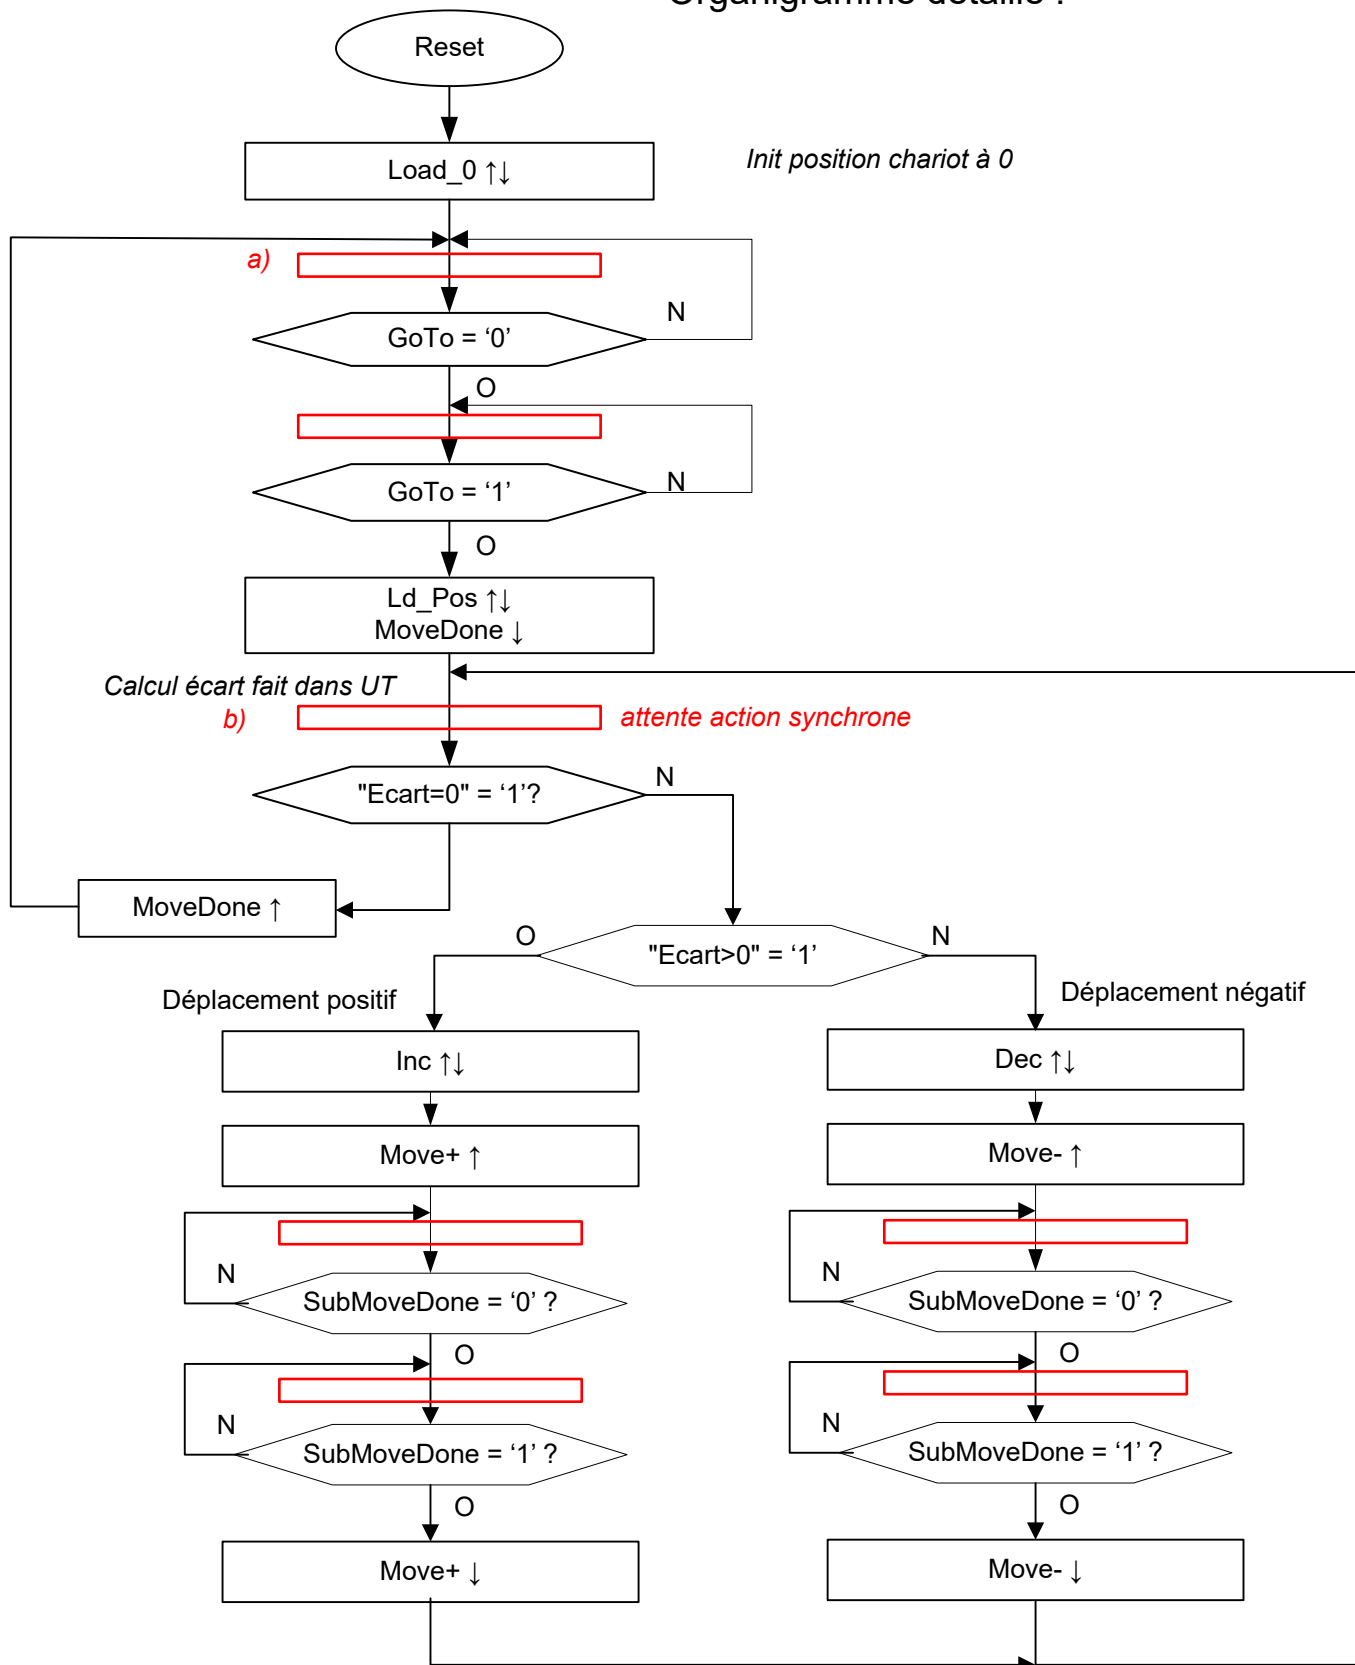 Organigramme détaillé :
Reset
Load_0 ↑↓
Init position chariot à 0
a)
N
GoTo = ‘0’
O
N
GoTo = ‘1’
O
Ld_Pos ↑↓
MoveDone ↓
Calcul écart fait dans UT
b)
attente action synchrone
N
"Ecart=0" = ‘1’?
MoveDone ↑
O
"Ecart>0" = ‘1’
N
Déplacement positif
Déplacement négatif
Inc ↑↓
Dec ↑↓
Move+ ↑
Move- ↑
N
SubMoveDone = ‘0’ ?
N
SubMoveDone = ‘0’ ?
O
O
N
SubMoveDone = ‘1’ ?
N
SubMoveDone = ‘1’ ?
O
O
Move+ ↓
Move- ↓